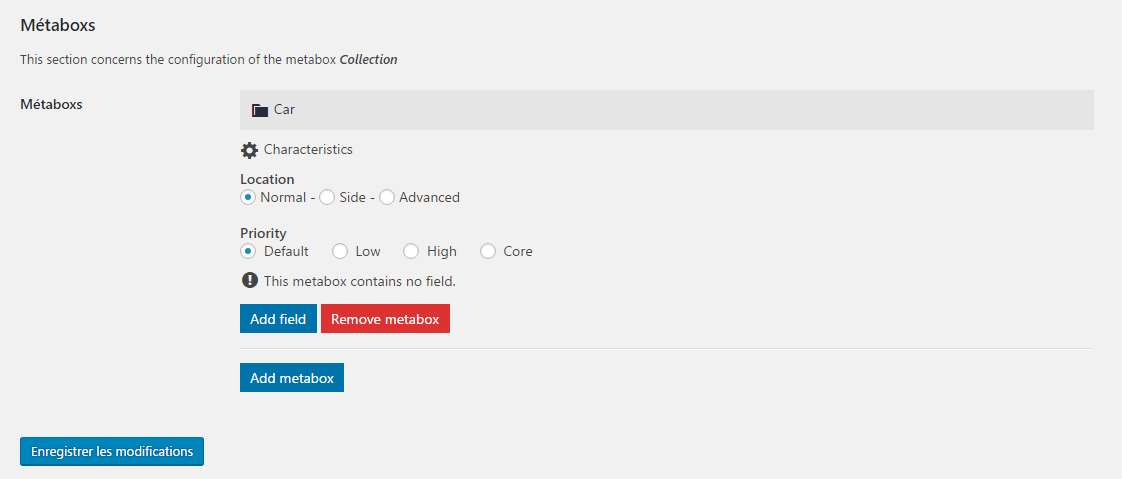 Métaboxs
This section concerns the configuration of the metabox Collection
Métaboxs
Car
Characteristics
Location
Normal - Side - Advanced
Priority
Default Low High Core
This metabox contains no field.
Add field Remove metabox
Add metabox
Enregistrer les modifications